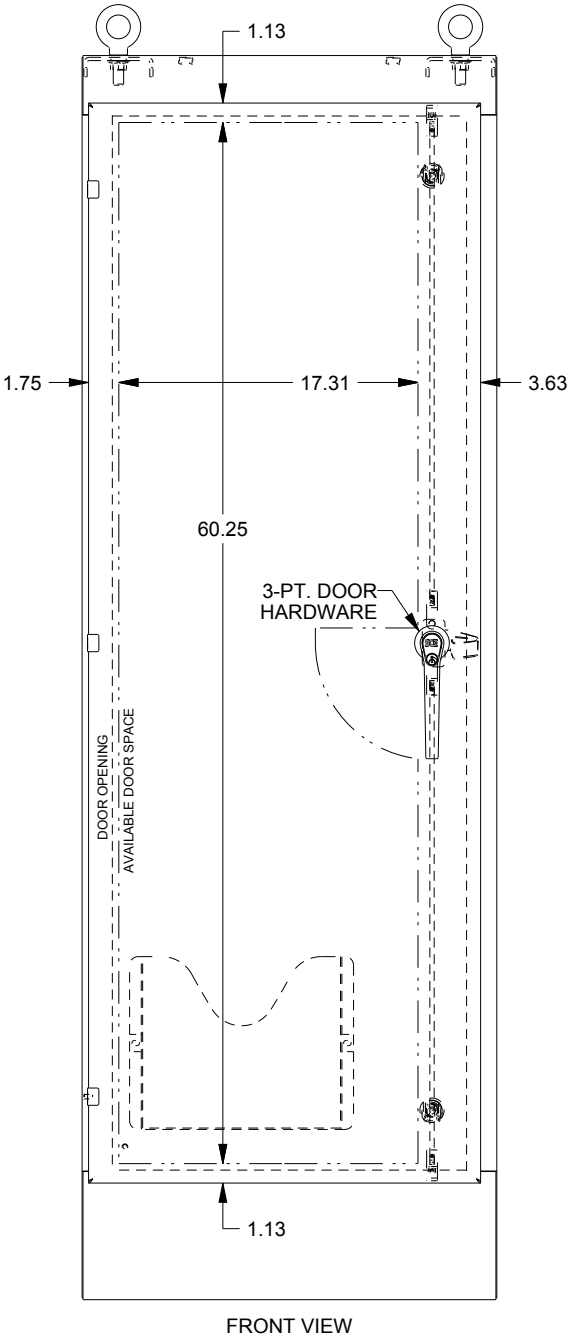 1.13
1.75
17.31
3.63
60.25
3-PT. DOOR
HARDWARE
DOOR OPENING
AVAILABLE DOOR SPACE
1.13
FRONT VIEW